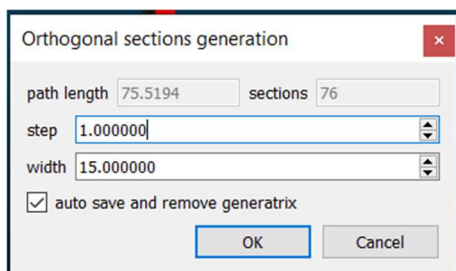 Orthogonal sections generation
path length 75.5194 sections 76
step 1.000000
width 15.000000
auto save and remove generatrix
OK Cancel